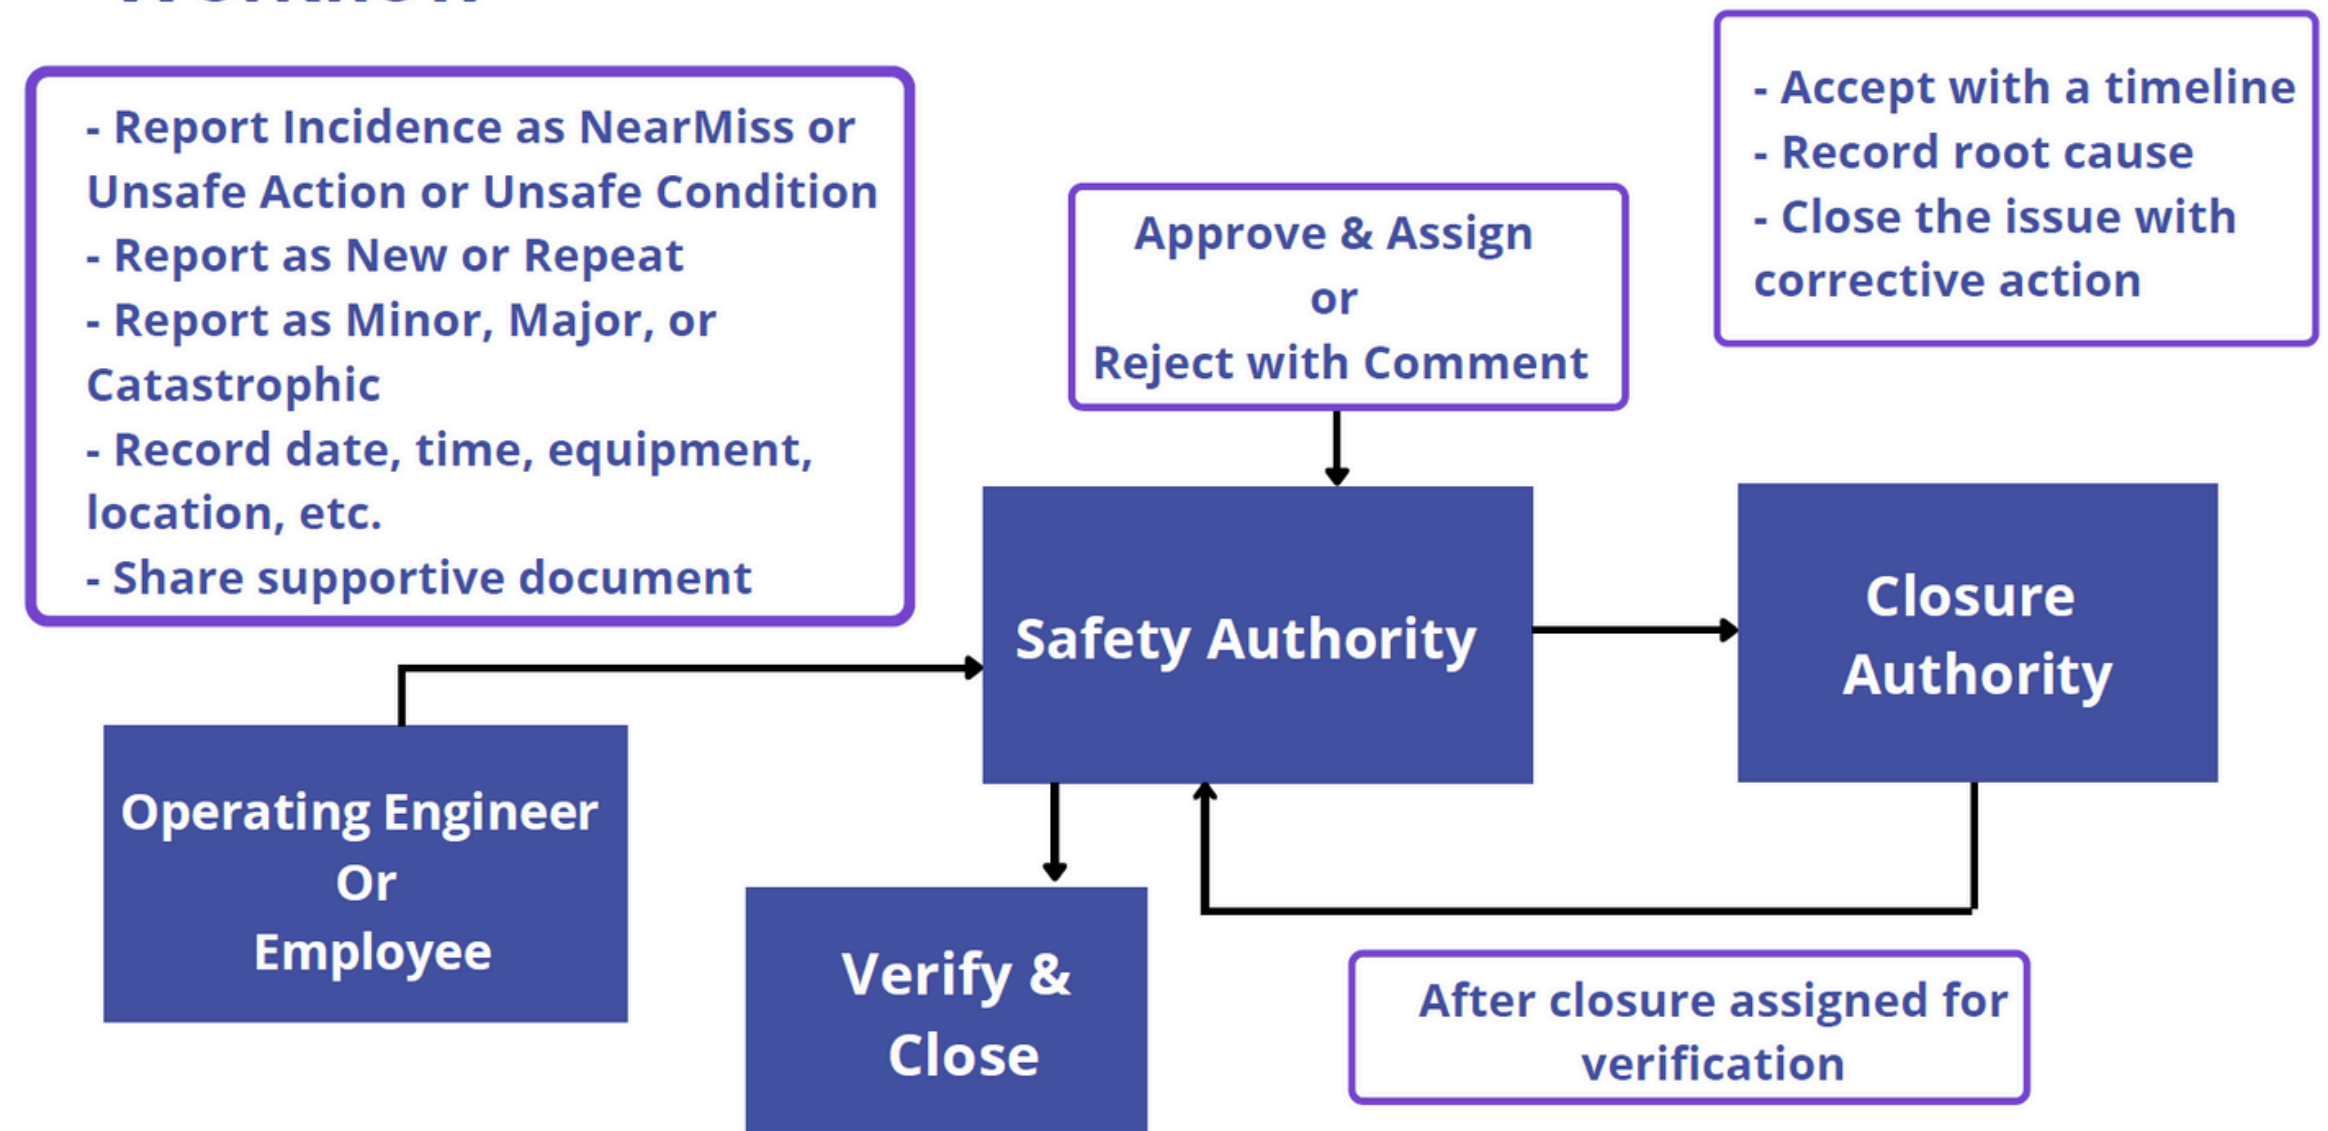 - Report Incidence as NearMiss or
Unsafe Action or Unsafe Condition
- Report as New or Repeat
- Report as Minor, Major, or
Catastrophic
- Record date, time, equipment,
location, etc.
- Share supportive document
Approve & Assign
or
Reject with Comment
- Accept with a timeline
- Record root cause
- Close the issue with
corrective action
Safety Authority
Closure
Authority
Operating Engineer
Or
Employee
Verify &
Close
After closure assigned for
verification